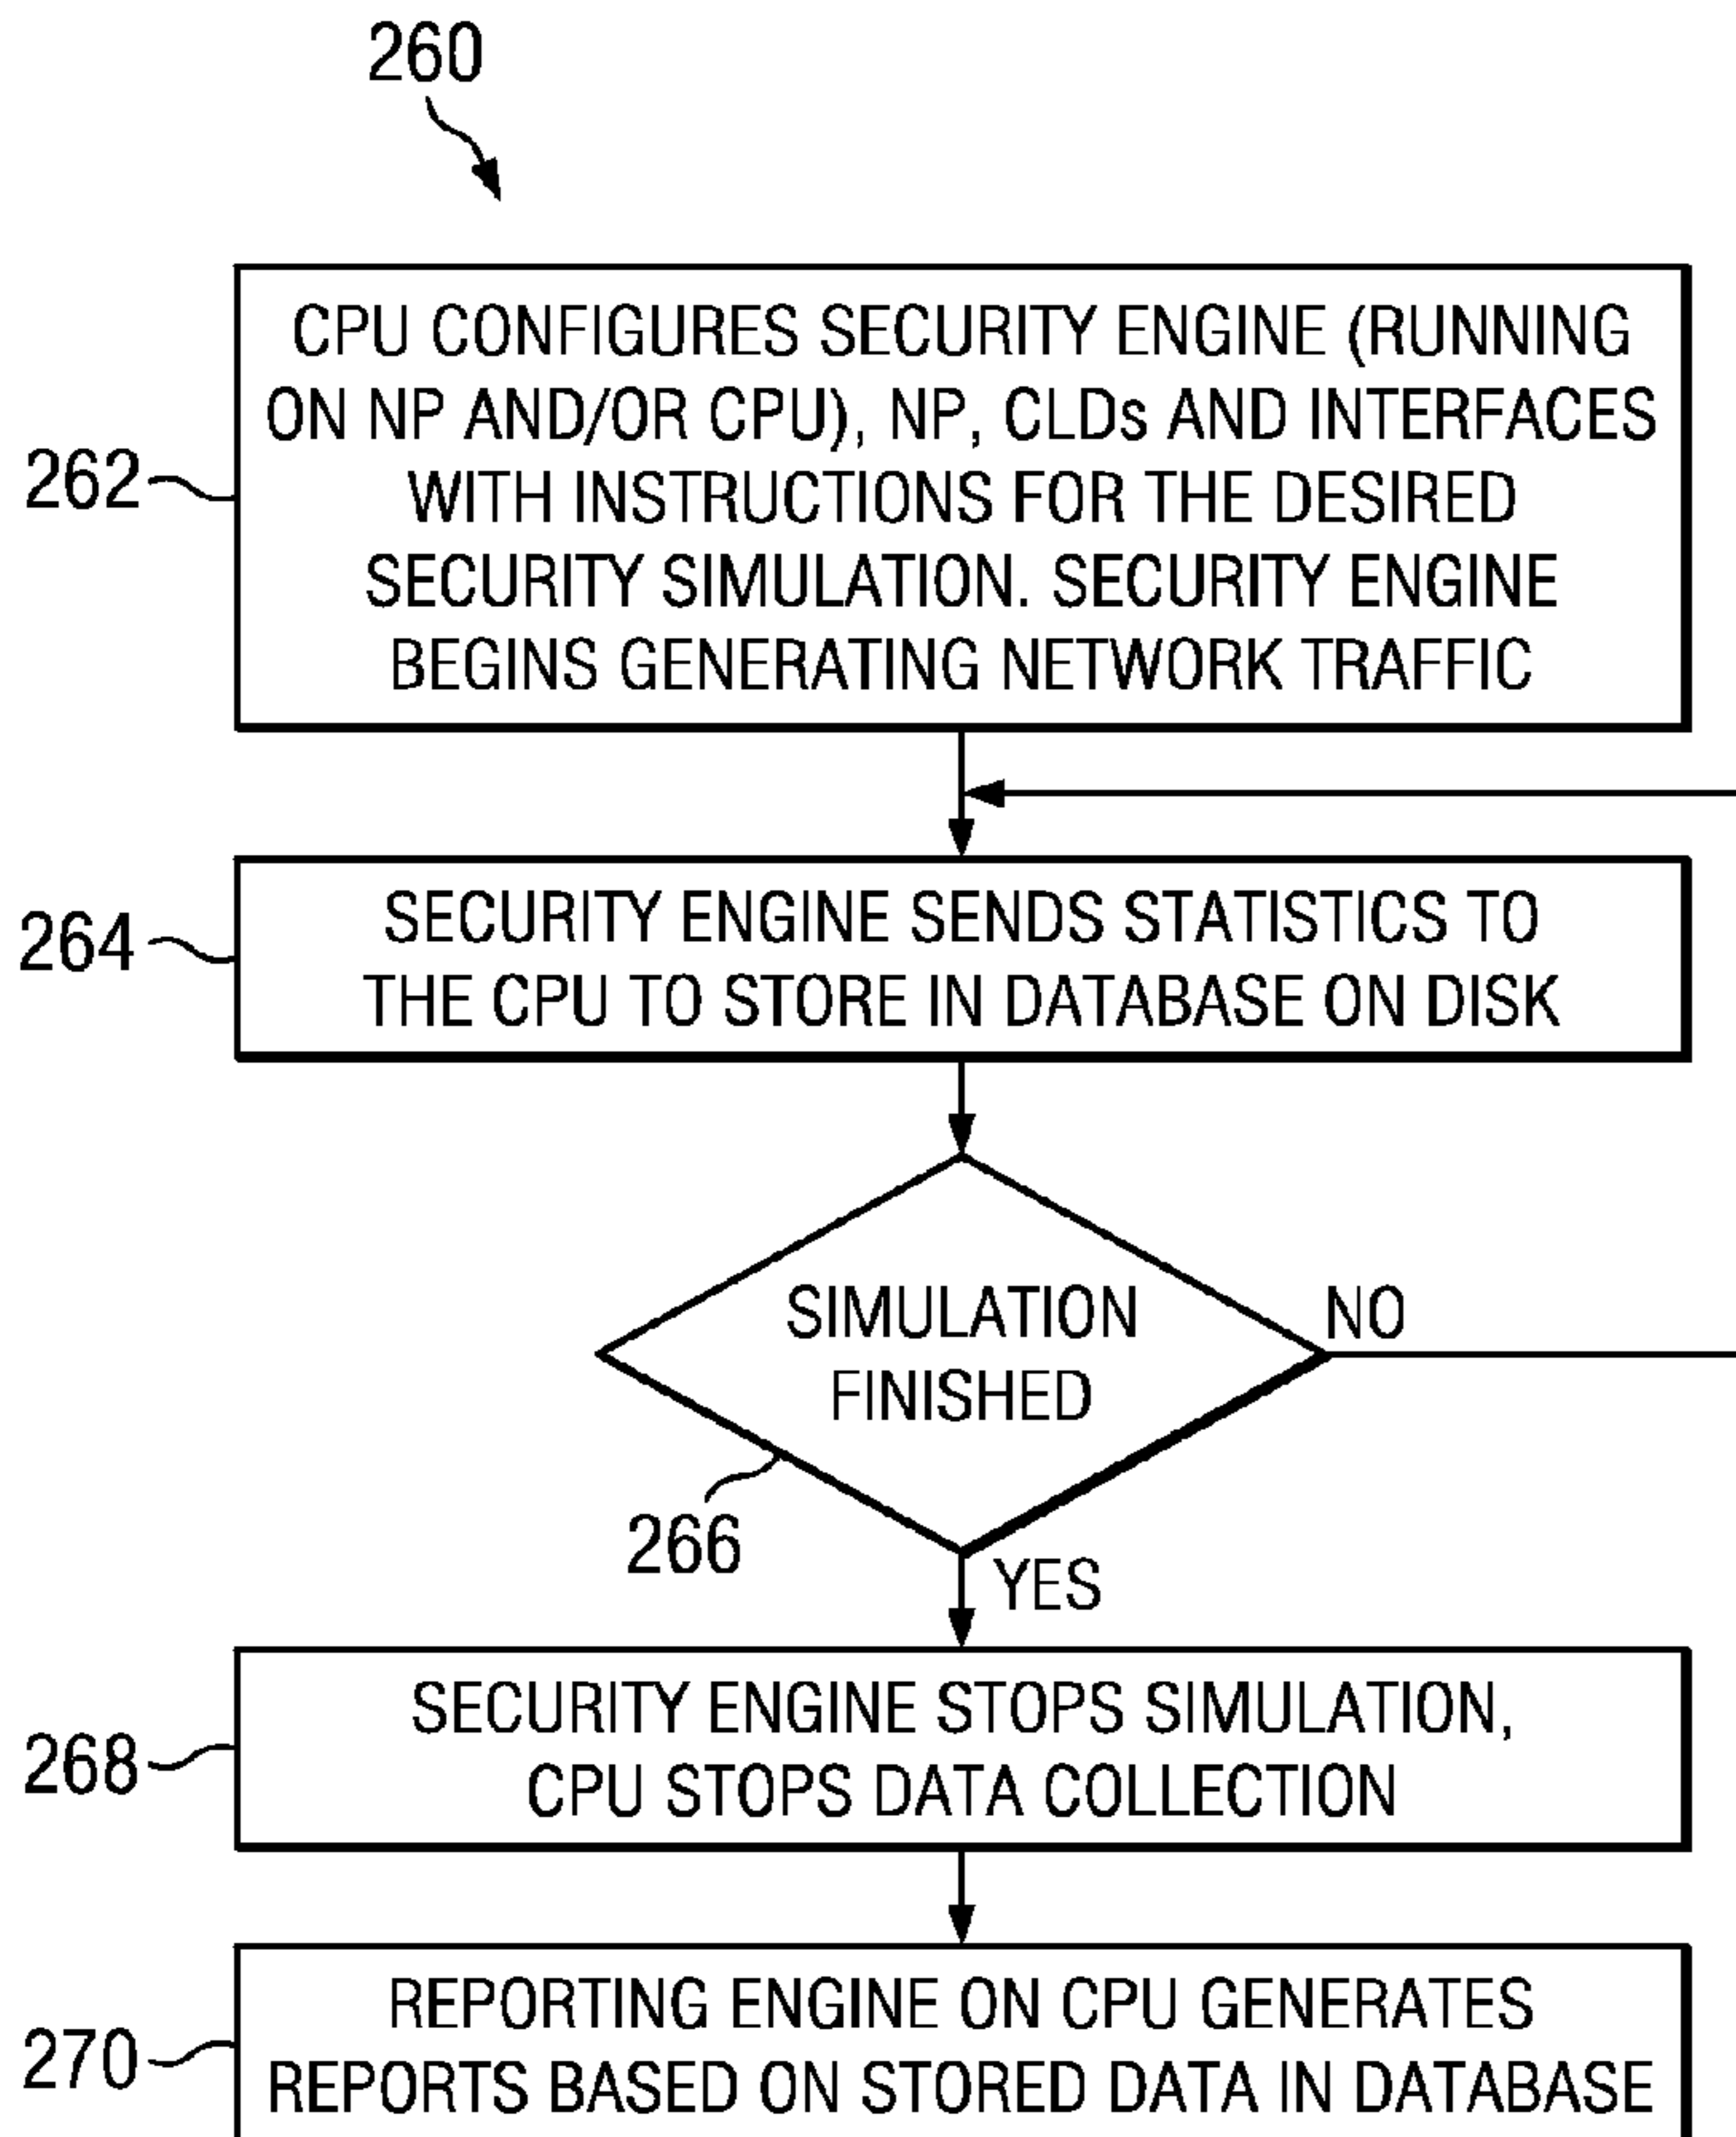 260
CPU CONFIGURES SECURITY ENGINE (RUNNING
ON NP AND/OR CPU), NP, CLDs AND INTERFACES
WITH INSTRUCTIONS FOR THE DESIRED
SECURITY SIMULATION. SECURITY ENGINE
BEGINS GENERATING NETWORK TRAFFIC
262
SECURITY ENGINE SENDS STATISTICS TO
THE CPU TO STORE IN DATABASE ON DISK
264
SIMULATION
FINISHED
NO
266
YES
SECURITY ENGINE STOPS SIMULATION,
CPU STOPS DATA COLLECTION
268
REPORTING ENGINE ON CPU GENERATES
REPORTS BASED ON STORED DATA IN DATABASE
270